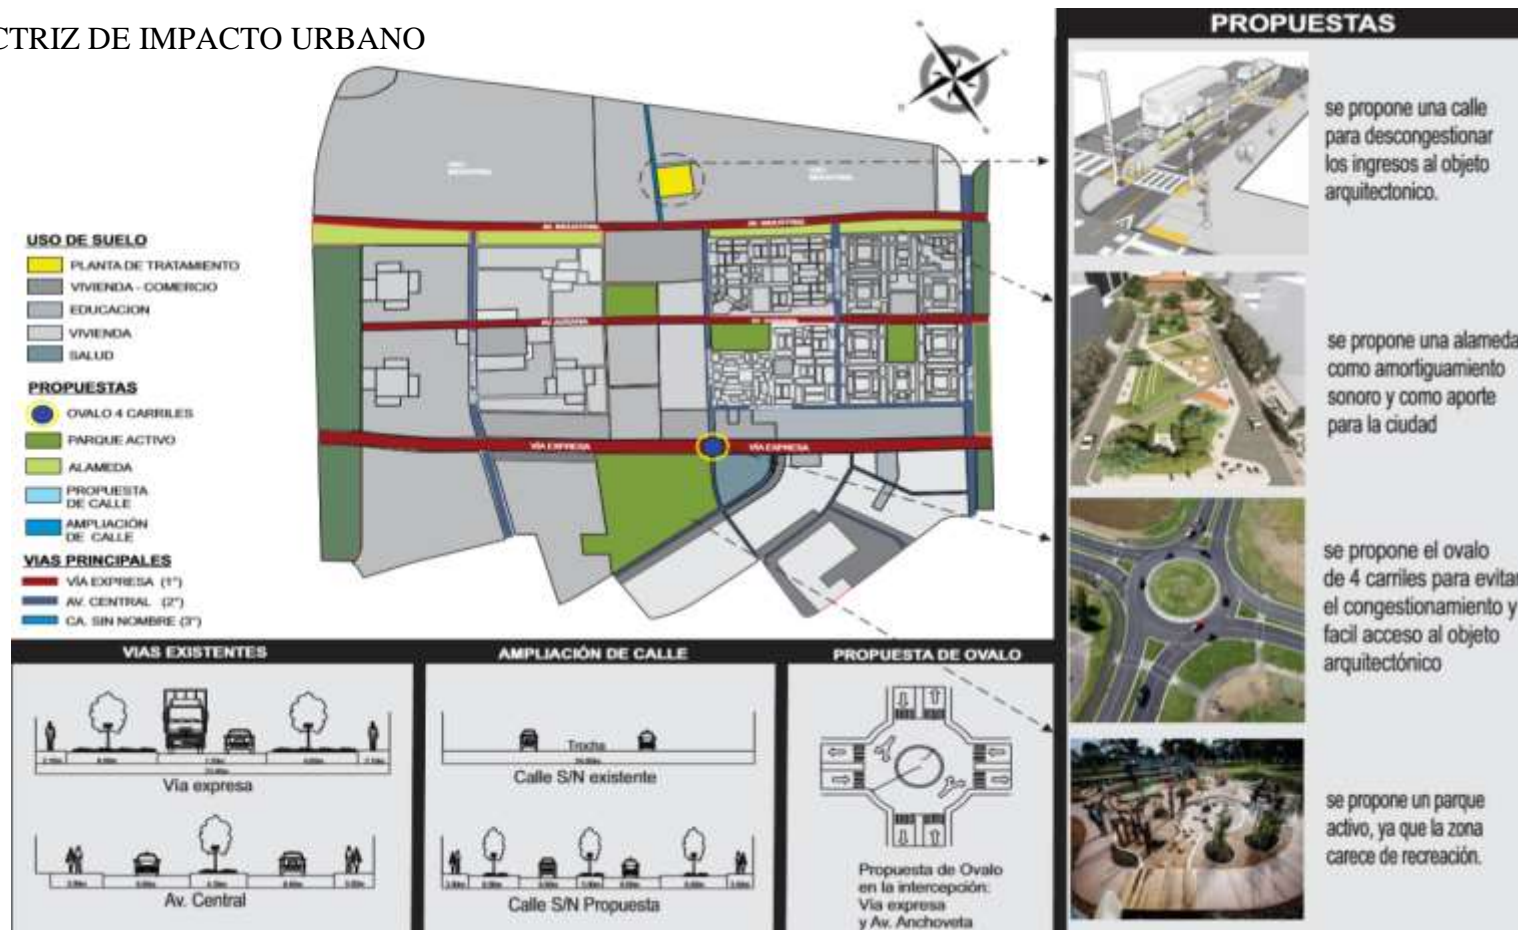 CTRIZ DE IMPACTO URBANO
PROPUESTAS
se propone una calle
para descongestionar
los ingresos al objeto
arquitectonico.
se propone una alameda
como amortiguamiento
sonoro y como aporte
para la ciudad
se propone el ovalo
de 4 carriles para evitar
el congestionamiento y
facil acceso al objeto
arquitectónico
se propone un parque
activo, ya que la zona
carece de recreación.
USO DE SUELO
PLANTA DE TRATAMIENTO
VIVIENDA - COMERCIO
EDUCACION
VIVIENDA
SALUD
PROPUESTAS
OVALO 4 CARRILES
PARQUE ACTIVO
ALAMEDA
PROPUESTA
DE CALLE
AMPLIACIÓN
DE CALLE
VIAS PRINCIPALES
VÍA EXPRESA (1°)
AV. CENTRAL (2°)
CA. SIN NOMBRE (3°)
VÍA EXPRESA
VÍA EXPRESA
VIAS EXISTENTES
Vía expresa
Av. Central
AMPLIACIÓN DE CALLE
Trocha
Calle S/N existente
Calle S/N Propuesta
PROPUESTA DE OVALO
Propuesta de Ovalo
en la intercepción:
Via expresa
y Av. Anchoveta